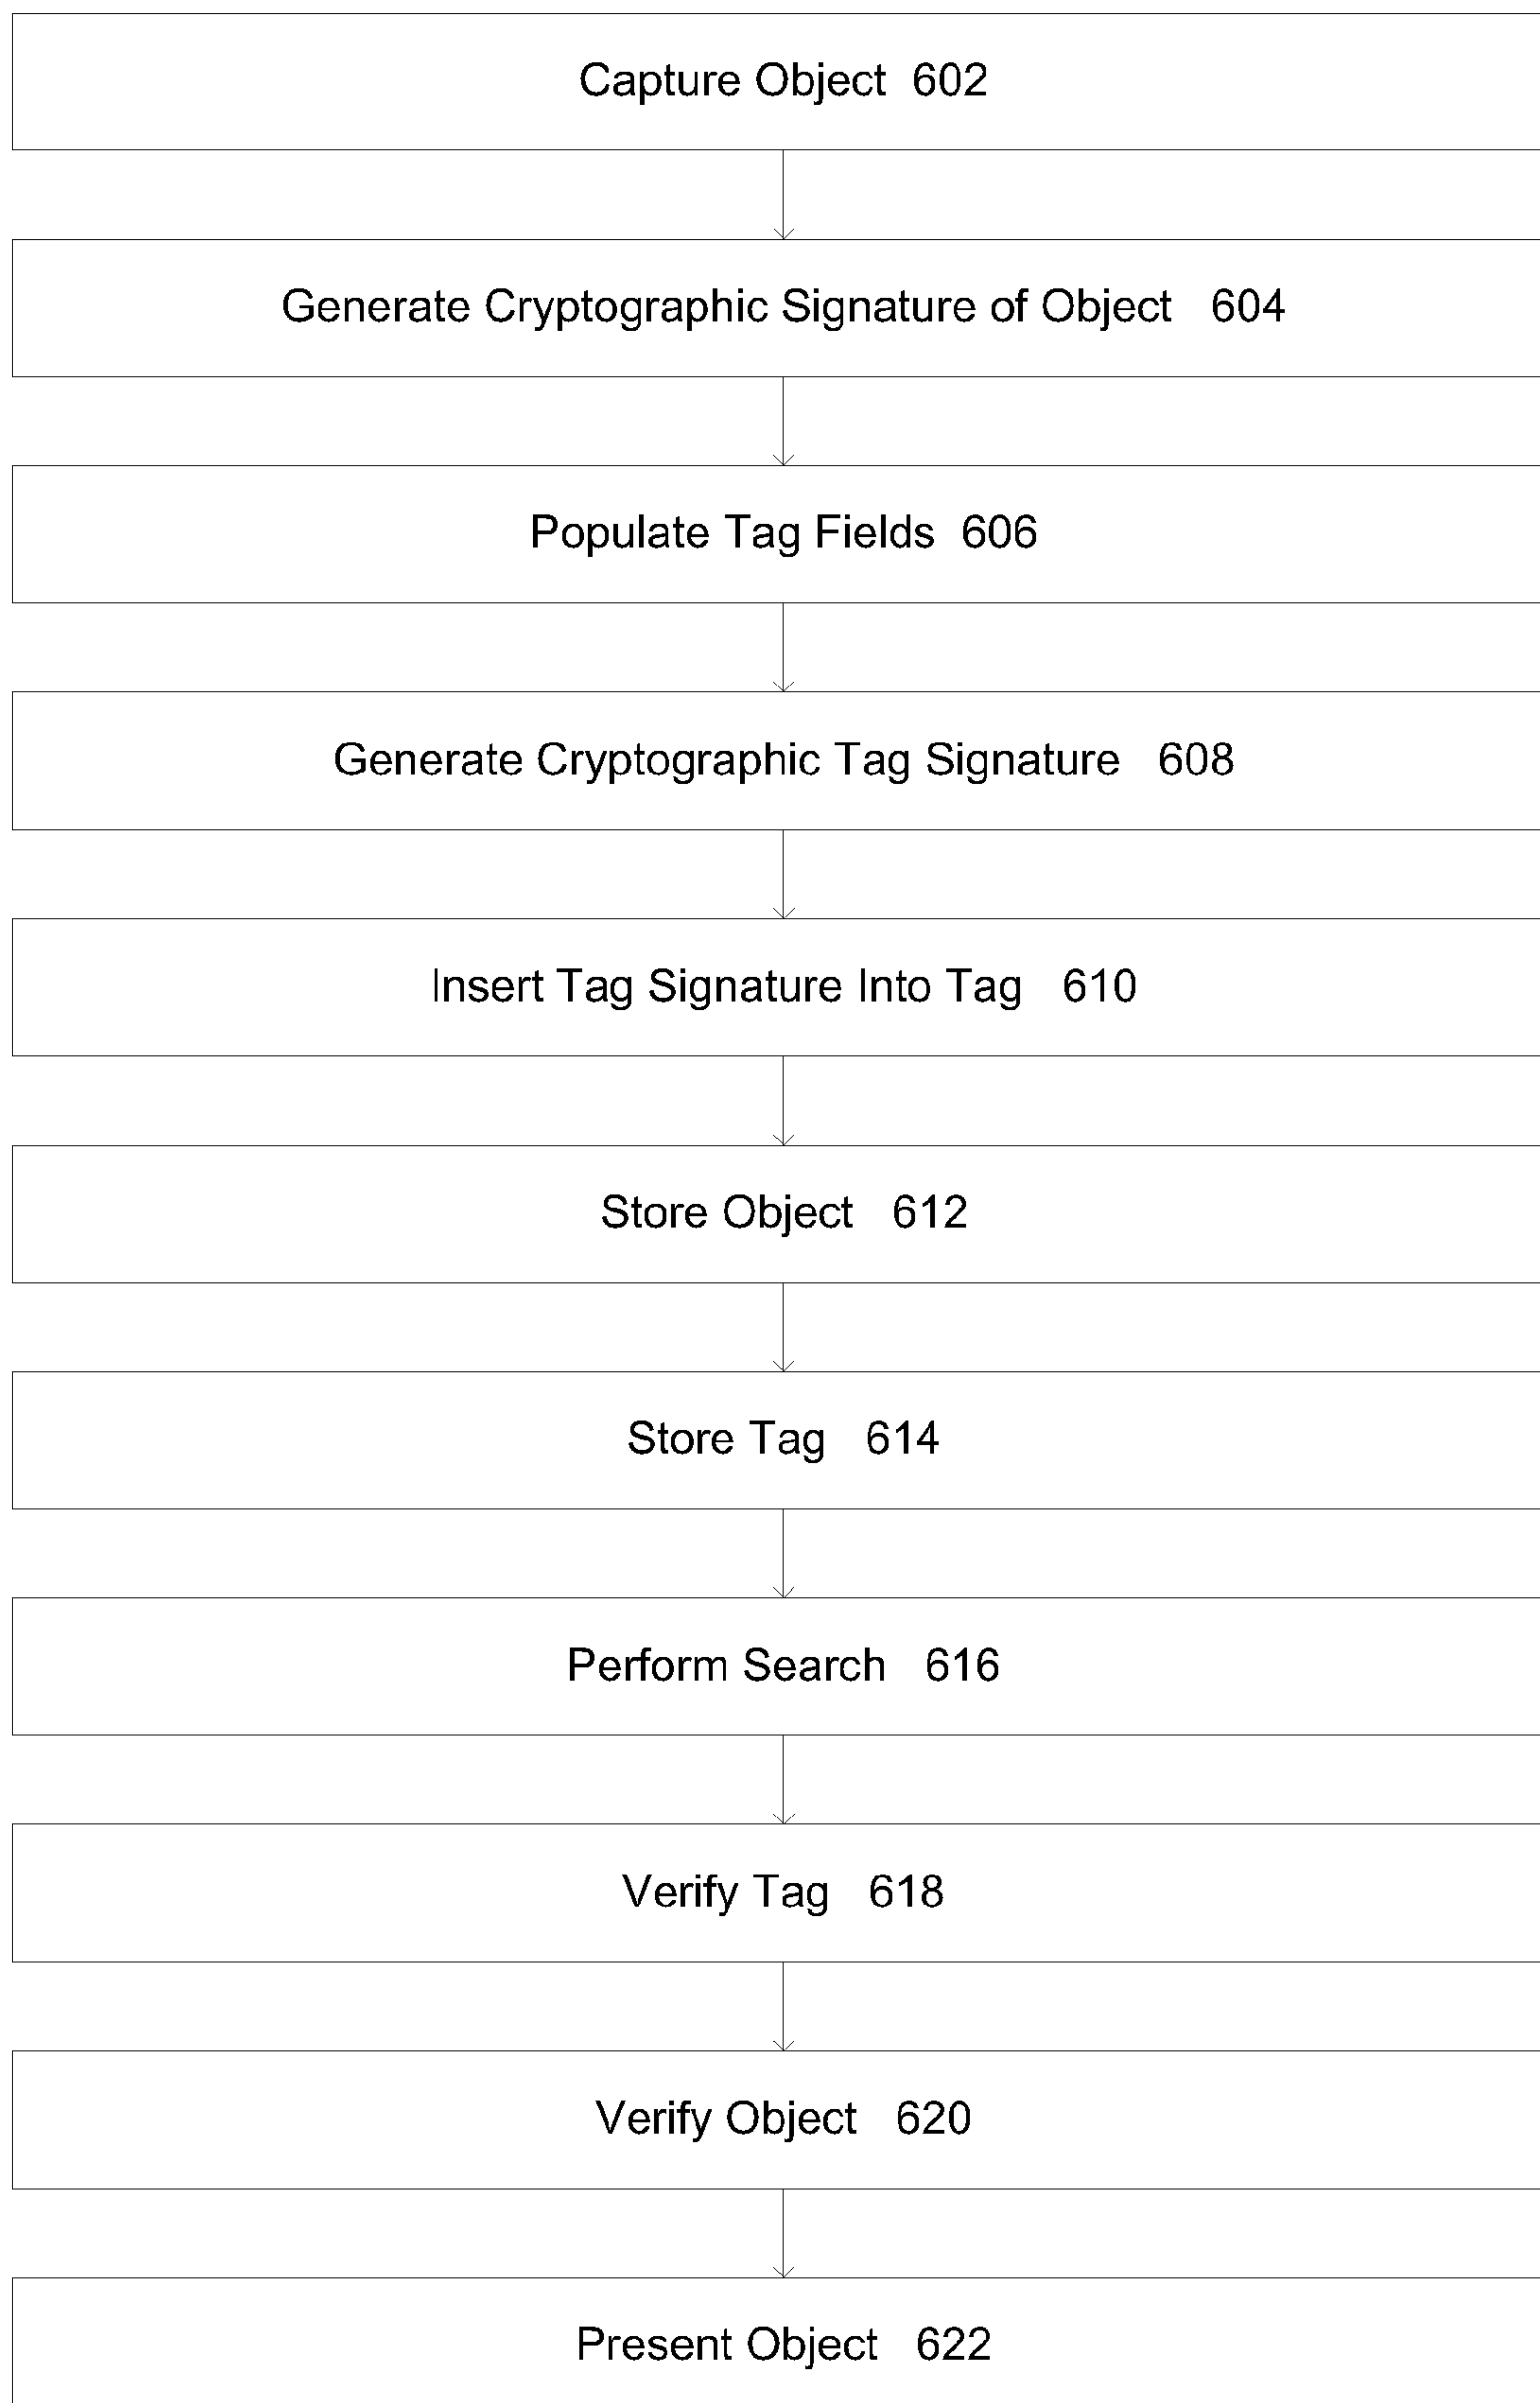 Capture Object 602
Generate Cryptographic Signature of Object 604
Populate Tag Fields 606
Generate Cryptographic Tag Signature 608
Insert Tag Signature Into Tag 610
Store Object 612
Store Tag 614
Perform Search 616
Verify Tag 618
Verify Object 620
Present Object 622